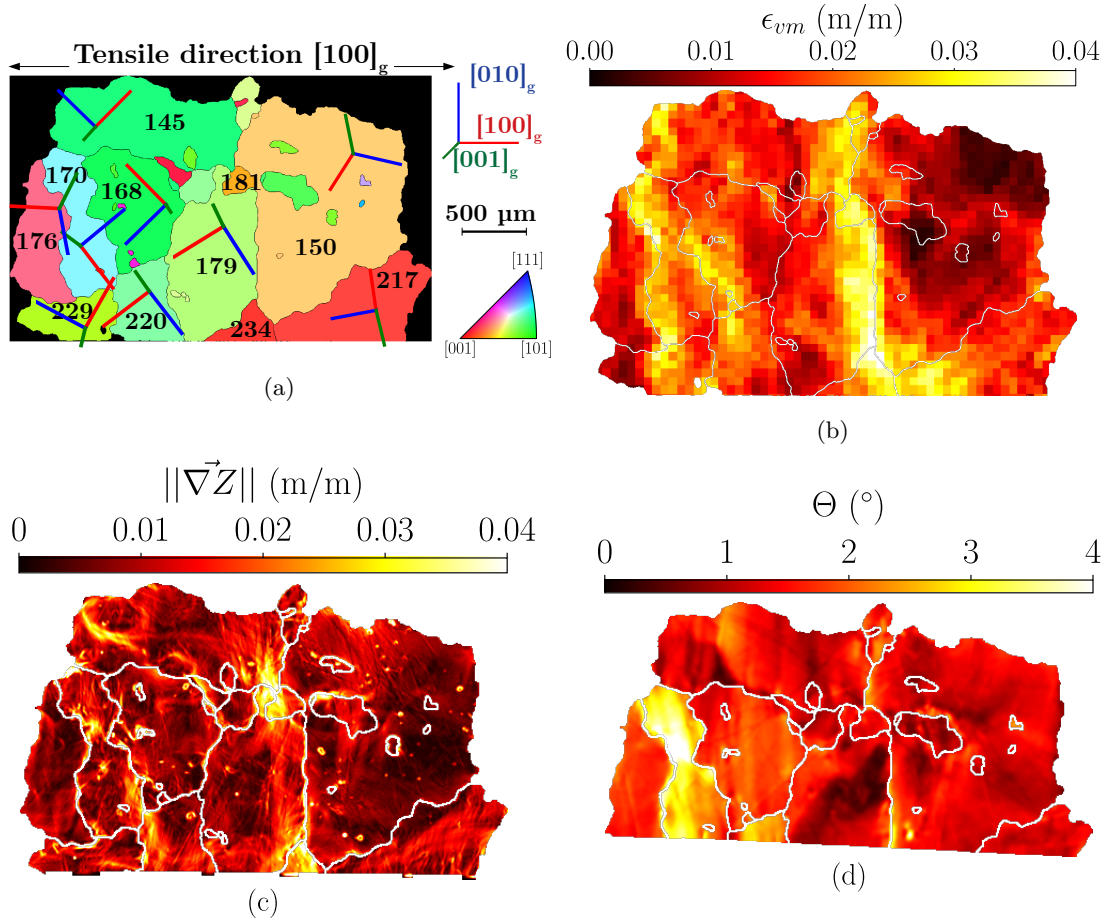 Tensile direction [100]g
[010]g
[100]g
[001]g
145
170
168
181
176
150
179
217
229
220
234
500 μm
[111]
[001]
[101]
(a)
ϵvm (m/m)
0.00 0.01 0.02 0.03 0.04
(b)
||∇⃗Z|| (m/m)
0 0.01 0.02 0.03 0.04
(c)
Θ (°)
0 1 2 3 4
(d)